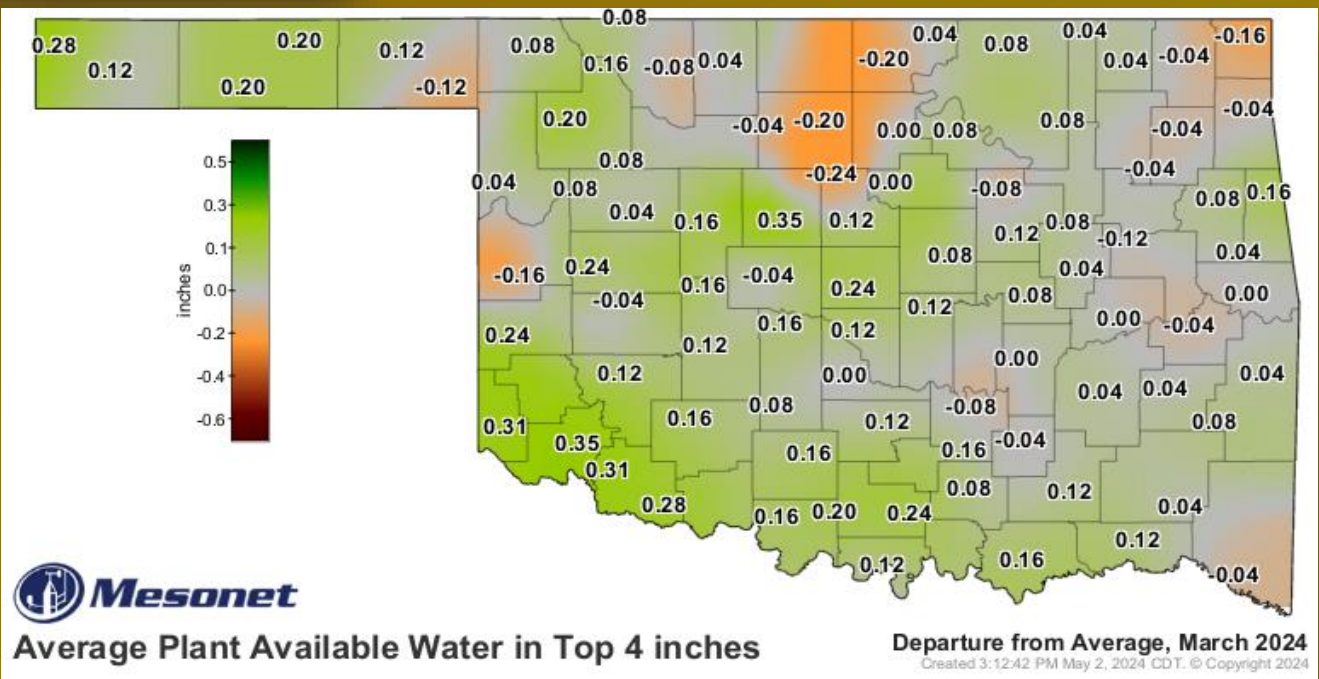 0.08
0.28 0.20 0.12 0.08 0.04 0.08 0.04 -0.16
0.12 0.16 -0.08 0.04 -0.20 0.04 -0.04
0.20 -0.12
0.20 -0.04 -0.20 0.00 0.08 0.08 -0.04 -0.04
0.08 -0.24 -0.04
0.04 0.08 0.00 -0.08 0.08 0.16
0.04 0.16 0.35 0.12 0.12 0.08 -0.12
-0.16 0.24 0.16 -0.04 0.24 0.08 0.04 0.04
-0.04 0.12 0.08 0.00
0.24 0.12 0.16 0.12 0.00 -0.04
0.12 0.00 0.00 0.04
0.31 0.16 0.08 0.12 -0.08 0.04 0.04 0.08
0.35 0.16 0.16 -0.04
0.31 0.08 0.12
0.28 0.16 0.20 0.24 0.04
0.12 0.16 0.12 -0.04
inches
0.5
0.3
0.1
0.0
-0.2
-0.4
-0.6
Mesonet
Average Plant Available Water in Top 4 inches
Departure from Average, March 2024
Created 3:12:42 PM May 2, 2024 CDT. © Copyright 2024